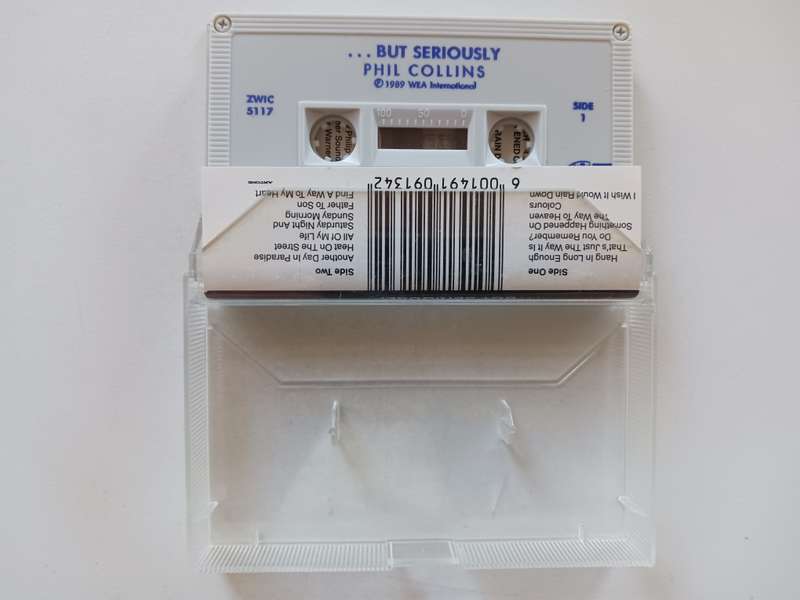 ... BUT SERIOUSLY
PHIL COLLINS
Ⓟ 1989 WEA International
ZWIC
5117
SIDE
1
100 50 0
6 001491 091342
Side One
Hang In Long Enough
That's Just The Way It Is
Do You Remember?
Something Happened On
The Way To Heaven
Colours
I Wish It Would Rain Down
Side Two
Another Day In Paradise
Heat On The Street
All Of My Life
Saturday Night And
Sunday Morning
Father To Son
Find A Way To My Heart